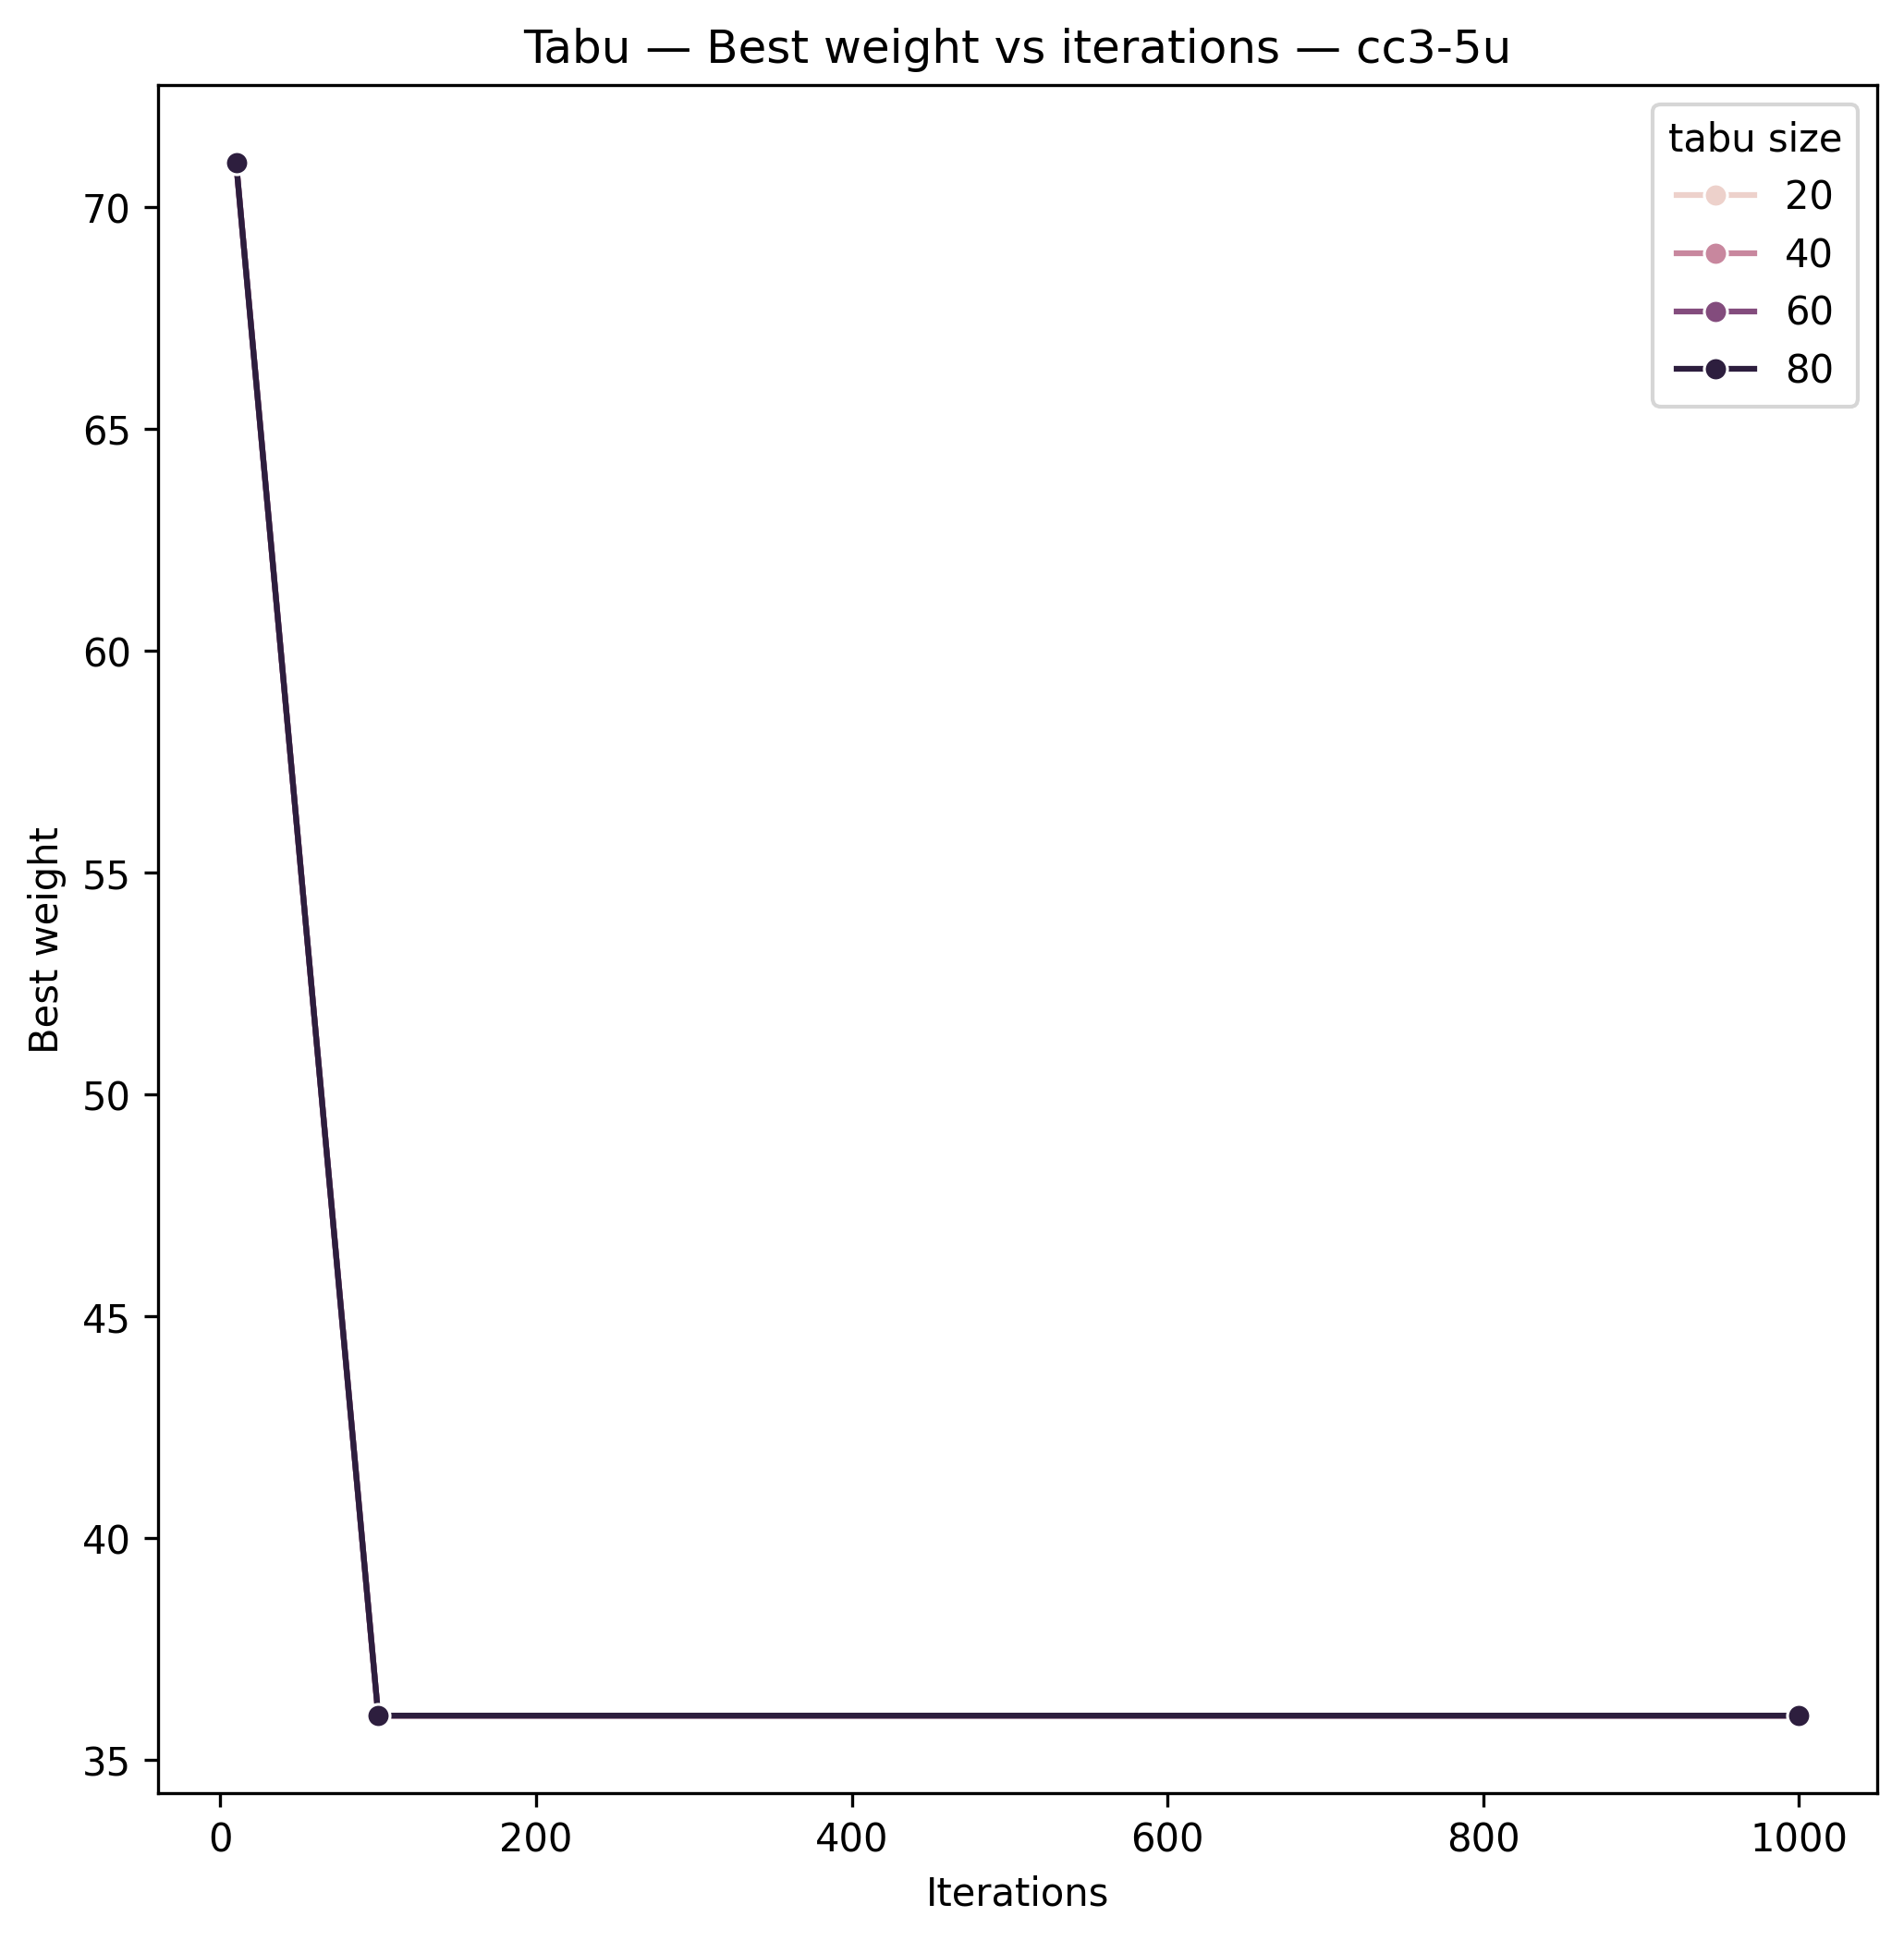 Tabu — Best weight vs iterations — cc3-5u
tabu size
20
40
60
80
70
65
60
55
50
45
40
35
Best weight
0 200 400 600 800 1000
Iterations